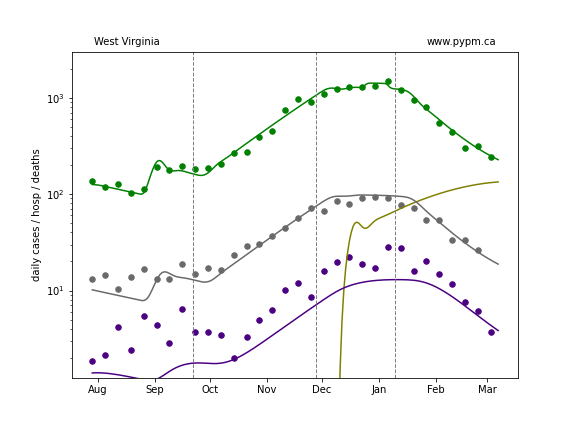 West Virginia
www.pypm.ca
daily cases / hosp / deaths
10³
10²
10¹
Aug Sep Oct Nov Dec Jan Feb Mar